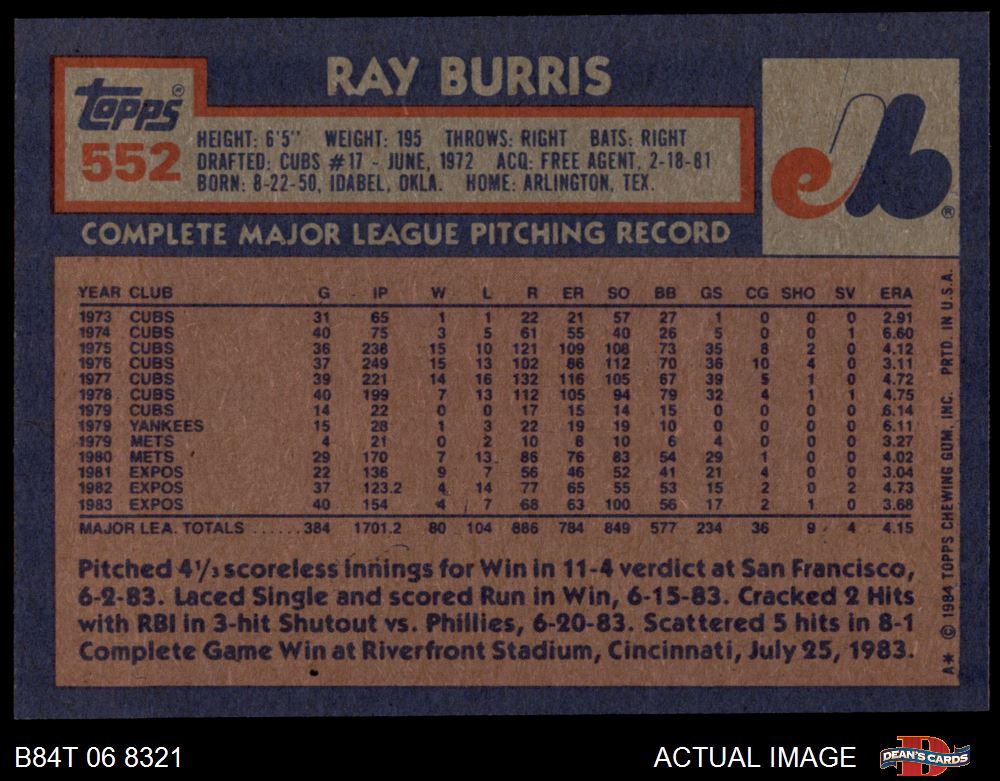 RAY BURRIS
Topps®
552
HEIGHT: 6'5" WEIGHT: 195 THROWS: RIGHT BATS: RIGHT
DRAFTED: CUBS #17 - JUNE, 1972 ACQ: FREE AGENT, 2-18-81
BORN: 8-22-50, IDABEL, OKLA. HOME: ARLINGTON, TEX.
eb®
COMPLETE MAJOR LEAGUE PITCHING RECORD
YEAR CLUB G IP W L R ER SO BB GS CG SHO SV ERA
1973 CUBS 31 65 1 1 22 21 57 27 1 0 0 0 2.91
1974 CUBS 40 75 3 5 61 55 40 26 5 0 0 1 6.60
1975 CUBS 36 238 15 10 121 109 108 73 35 8 2 0 4.12
1976 CUBS 37 249 15 13 102 86 112 70 36 10 4 0 3.11
1977 CUBS 39 221 14 16 132 116 105 67 39 5 1 0 4.72
1978 CUBS 40 199 7 13 112 105 94 79 32 4 1 1 4.75
1979 CUBS 14 22 0 0 17 15 14 15 0 0 0 0 6.14
1979 YANKEES 15 28 1 3 22 19 19 10 0 0 0 0 6.11
1979 METS 4 21 0 2 10 8 10 6 4 0 0 0 3.27
1980 METS 29 170 7 13 86 76 83 54 29 1 0 0 4.02
1981 EXPOS 22 136 9 7 56 46 52 41 21 4 0 0 3.04
1982 EXPOS 37 123.2 4 14 77 65 55 53 15 2 0 2 4.73
1983 EXPOS 40 154 4 7 68 63 100 56 17 2 1 0 3.68
MAJOR LEA. TOTALS ......384 1701.2 80 104 886 784 849 577 234 36 9 4 4.15
Pitched 4⅓ scoreless innings for Win in 11-4 verdict at San Francisco,
6-2-83. Laced Single and scored Run in Win, 6-15-83. Cracked 2 Hits
with RBI in 3-hit Shutout vs. Phillies, 6-20-83. Scattered 5 hits in 8-1
Complete Game Win at Riverfront Stadium, Cincinnati, July 25, 1983.
A* © 1984 TOPPS CHEWING GUM, INC. PRTD. IN U.S.A.
B84T 06 8321
ACTUAL IMAGE
DEAN'S CARDS